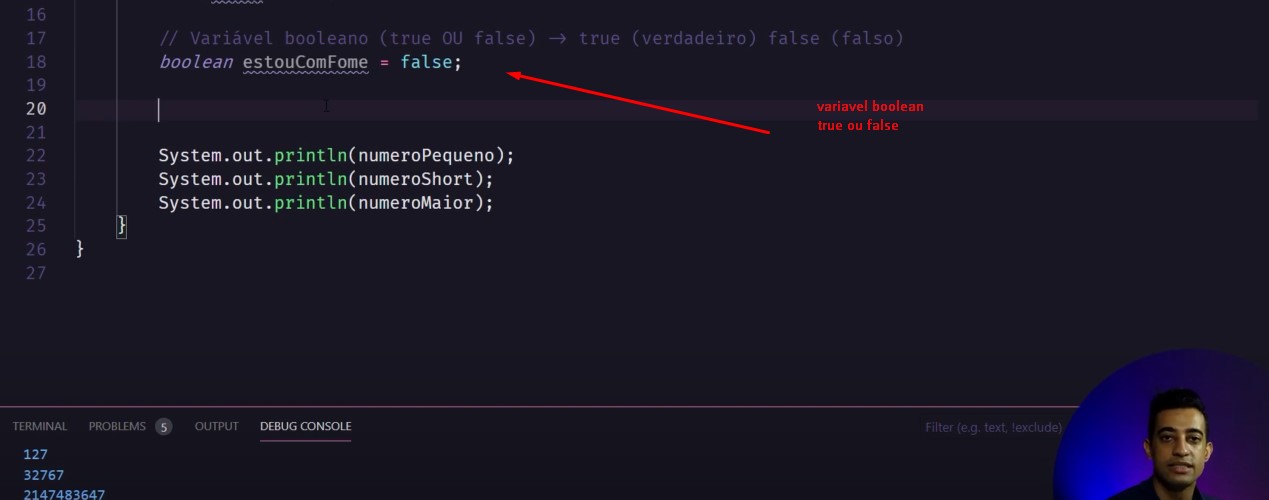 16
17 // Variável booleano (true OU false) → true (verdadeiro) false (falso)
18 boolean estouComFome = false;
19
20
variavel boolean
true ou false
21
22 System.out.println(numeroPequeno);
23 System.out.println(numeroShort);
24 System.out.println(numeroMaior);
25 }
26 }
27
TERMINAL PROBLEMS 5 OUTPUT DEBUG CONSOLE Filter (e.g. text, !exclude)
127
32767
2147483647